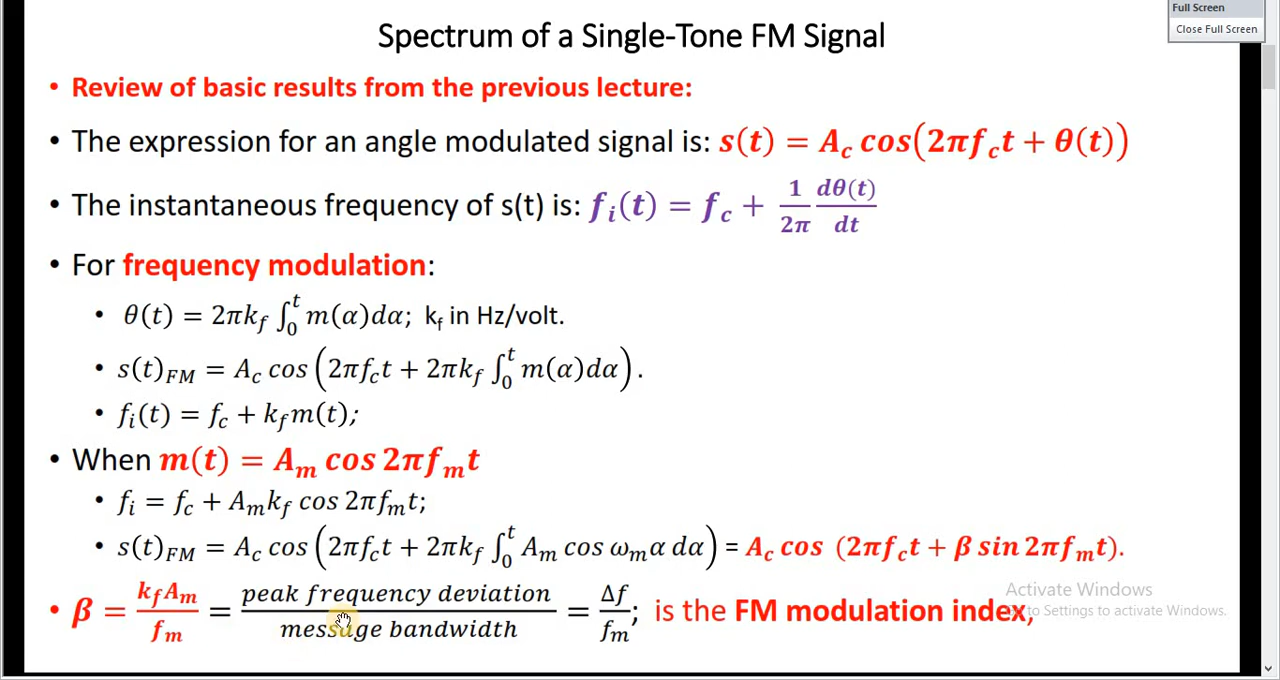 Full Screen
Close Full Screen
Spectrum of a Single-Tone FM Signal
• Review of basic results from the previous lecture:
• The expression for an angle modulated signal is: s(t) = A_c cos(2πf_c t + θ(t))
• The instantaneous frequency of s(t) is: f_i(t) = f_c + 1/2π dθ(t)/dt
• For frequency modulation:
• θ(t) = 2πk_f ∫_0^t m(α)dα; k_f in Hz/volt.
• s(t)_FM = A_c cos (2πf_c t + 2πk_f ∫_0^t m(α)dα).
• f_i(t) = f_c + k_f m(t);
• When m(t) = A_m cos 2πf_m t
• f_i = f_c + A_m k_f cos 2πf_m t;
• s(t)_FM = A_c cos (2πf_c t + 2πk_f ∫_0^t A_m cos ω_m α dα) = A_c cos (2πf_c t + β sin 2πf_m t).
• β = k_f A_m / f_m = peak frequency deviation / message bandwidth = Δf / f_m; is the FM modulation index,
Activate Windows
Go to Settings to activate Windows.